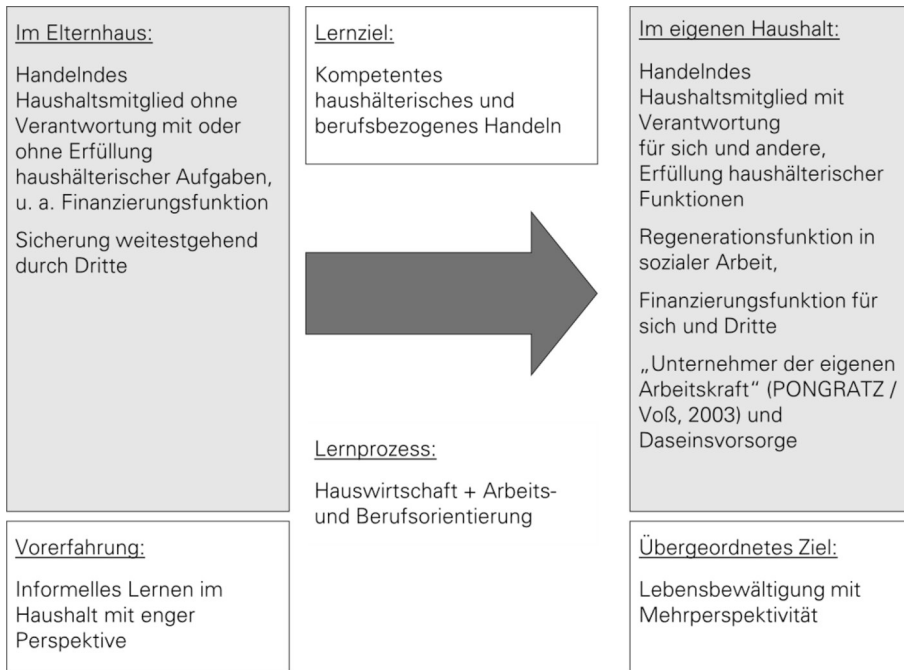 Im Elternhaus:
Handelndes
Haushaltsmitglied ohne
Verantwortung mit oder
ohne Erfüllung
haushälterischer Aufgaben,
u. a. Finanzierungsfunktion
Sicherung weitestgehend
durch Dritte
Vorerfahrung:
Informelles Lernen im
Haushalt mit enger
Perspektive
Lernziel:
Kompetentes
haushälterisches und
berufsbezogenes Handeln
Lernprozess:
Hauswirtschaft + Arbeits-
und Berufsorientierung
Im eigenen Haushalt:
Handelndes
Haushaltsmitglied mit
Verantwortung
für sich und andere,
Erfüllung haushälterischer
Funktionen
Regenerationsfunktion in
sozialer Arbeit,
Finanzierungsfunktion für
sich und Dritte
„Unternehmer der eigenen
Arbeitskraft“ (PONGRATZ /
Voß, 2003) und
Daseinsvorsorge
Übergeordnetes Ziel:
Lebensbewältigung mit
Mehrperspektivität